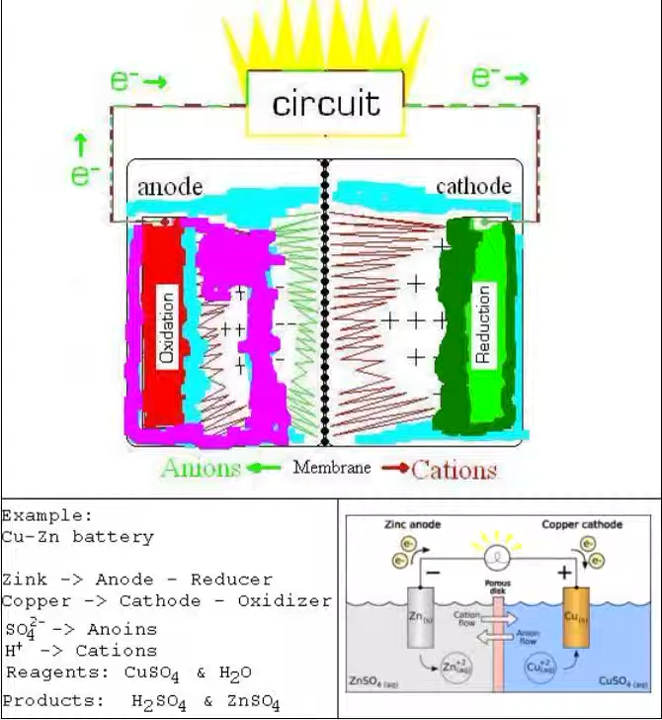 e⁻→ e⁻→
circuit
↑
e⁻
anode cathode
Oxidation
Reduction
Anions ← Membrane → Cations
Example:
Cu-Zn battery
Zink -> Anode - Reducer
Copper -> Cathode - Oxidizer
SO₄²⁻ -> Anoins
H⁺ -> Cations
Reagents: CuSO₄ & H₂O
Products: H₂SO₄ & ZnSO₄
Zinc anode Copper cathode
e- e-
e- e-
− +
Porous
disk
Zn(s) Cu(s)
Cation
flow
Anion
flow
Zn⁺²(aq) Cu⁺²(aq)
ZnSO₄ (aq) CuSO₄ (aq)